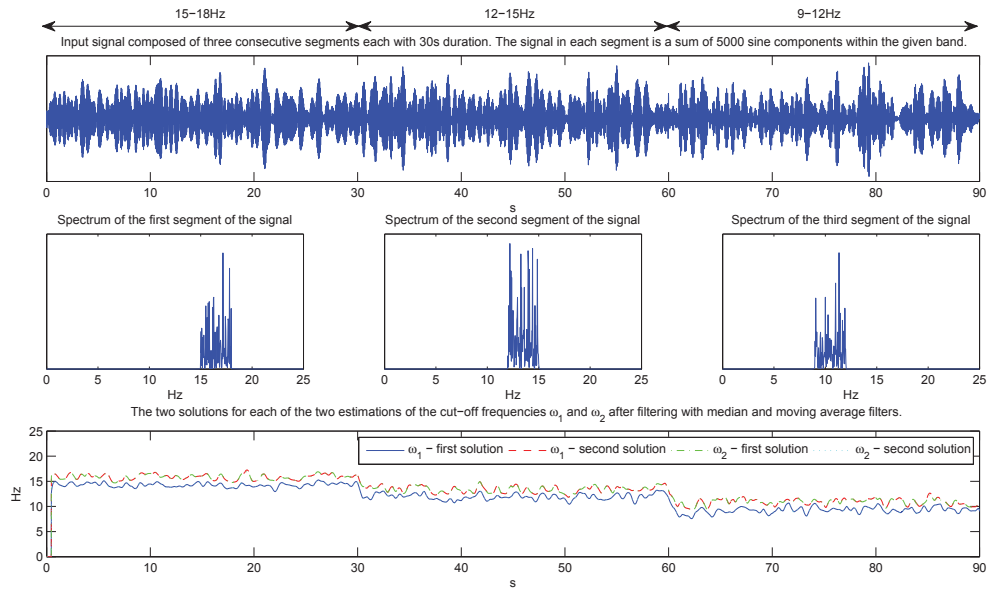 15−18Hz 12−15Hz 9−12Hz
Input signal composed of three consecutive segments each with 30s duration. The signal in each segment is a sum of 5000 sine components within the given band.
0 10 20 30 40 50 60 70 80 90
s
Spectrum of the first segment of the signal
0 5 10 15 20 25
Hz
Spectrum of the second segment of the signal
0 5 10 15 20 25
Hz
Spectrum of the third segment of the signal
0 5 10 15 20 25
Hz
The two solutions for each of the two estimations of the cut−off frequencies ω1 and ω2 after filtering with median and moving average filters.
ω1 − first solution ω1 − second solution ω2 − first solution ω2 − second solution
Hz
25
20
15
10
5
0
0 10 20 30 40 50 60 70 80 90
s